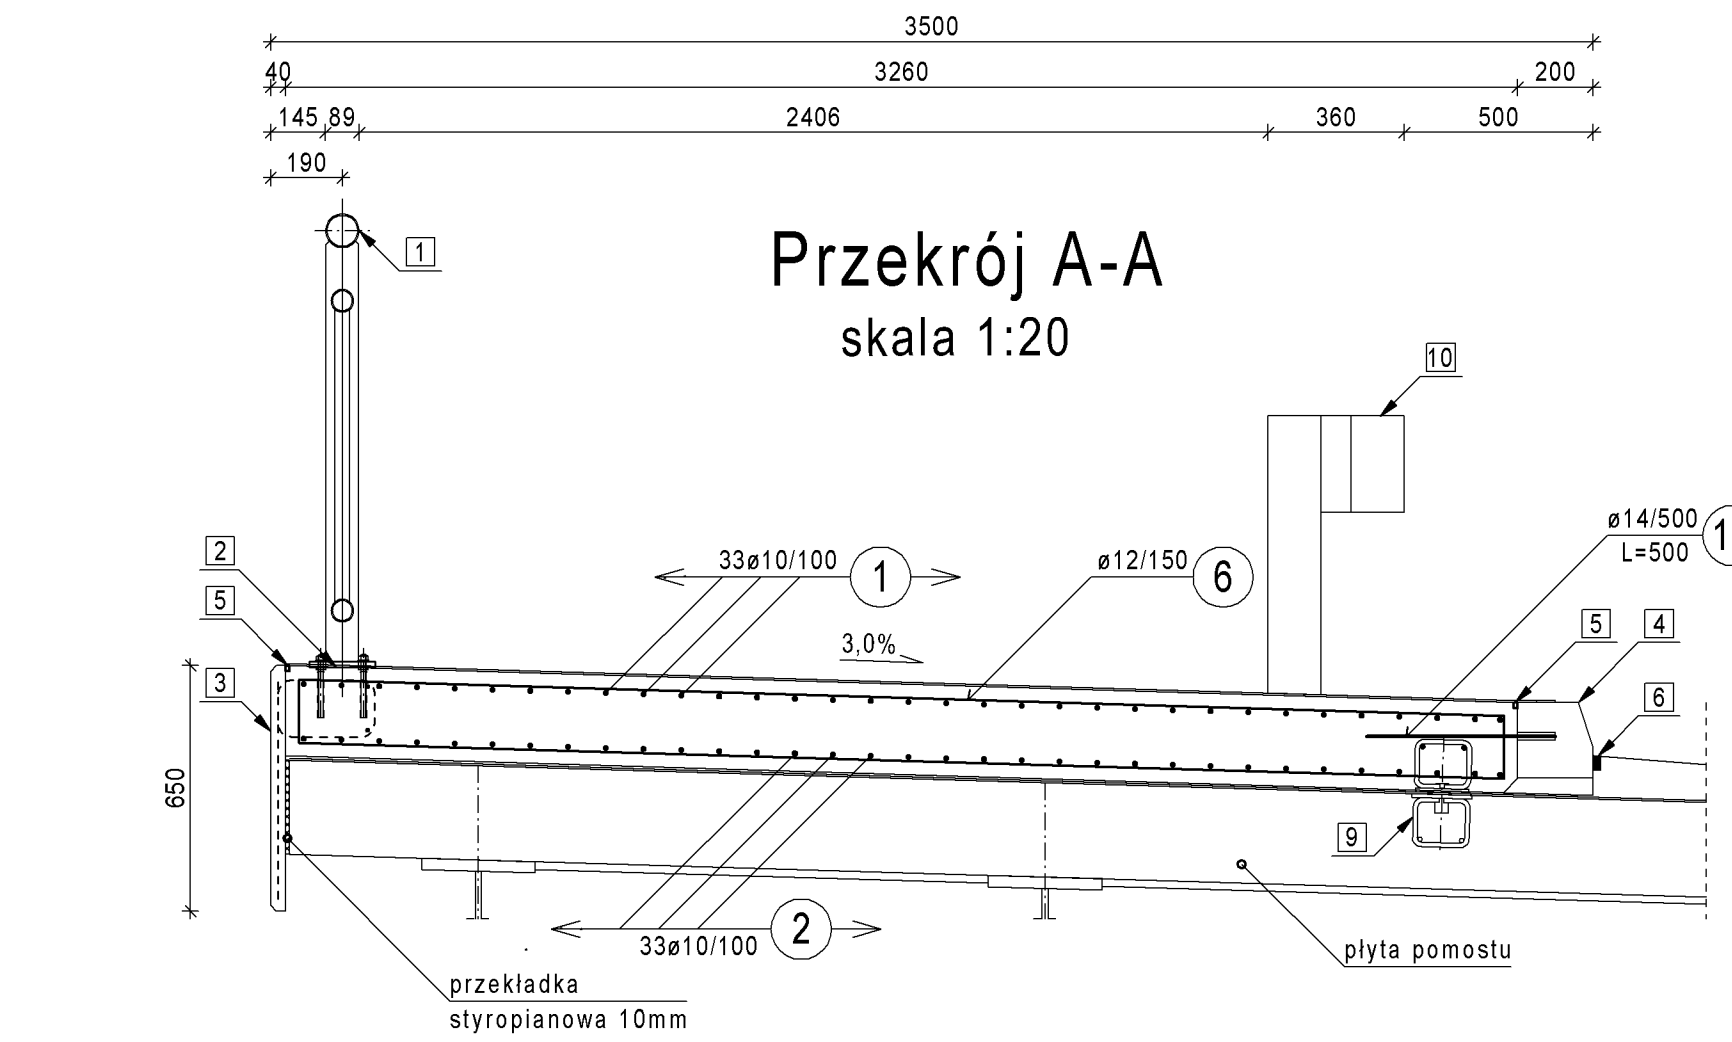 3500
40 3260 200
145 89 2406 360 500
190
Przekrój A-A
skala 1:20
1
10
2
33ø10/100 1
ø12/150 6
ø14/500 1
L=500
5
5 4
3,0%
3
6
650
9
33ø10/100 2
płyta pomostu
przekładka
styropianowa 10mm